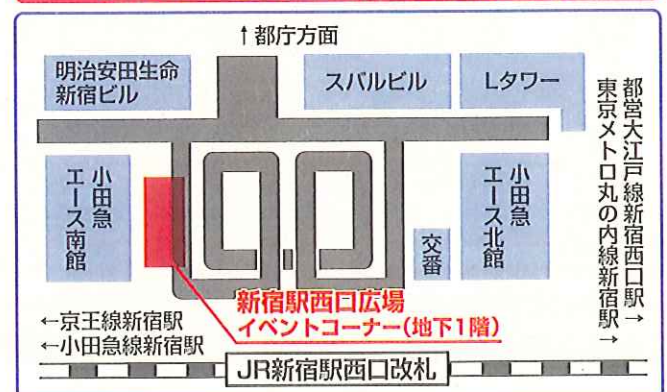 ↑都庁方面
明治安田生命
新宿ビル
スバルビル
Lタワー
都営大江戸線新宿西口駅→
東京メトロ丸の内線新宿駅→
小田急
エース南館
小田急
エース北館
交番
新宿駅西口広場
イベントコーナー(地下1階)
←京王線新宿駅
←小田急線新宿駅
JR新宿駅西口改札